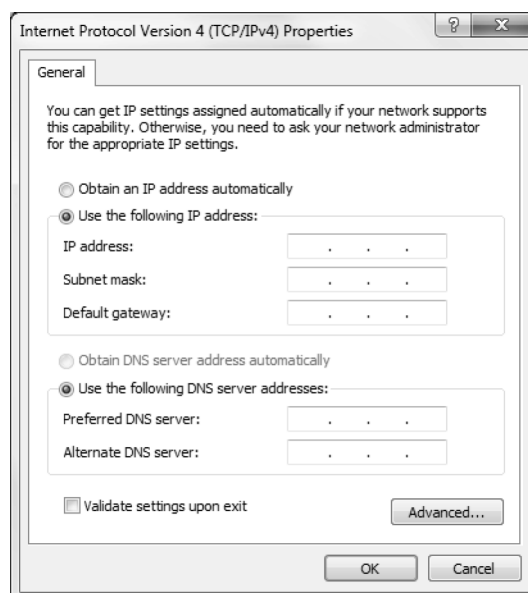 Internet Protocol Version 4 (TCP/IPv4) Properties
General
You can get IP settings assigned automatically if your network supports
this capability. Otherwise, you need to ask your network administrator
for the appropriate IP settings.
Obtain an IP address automatically
Use the following IP address:
IP address: . . .
Subnet mask: . . .
Default gateway: . . .
Obtain DNS server address automatically
Use the following DNS server addresses:
Preferred DNS server: . . .
Alternate DNS server: . . .
Validate settings upon exit
Advanced...
OK Cancel